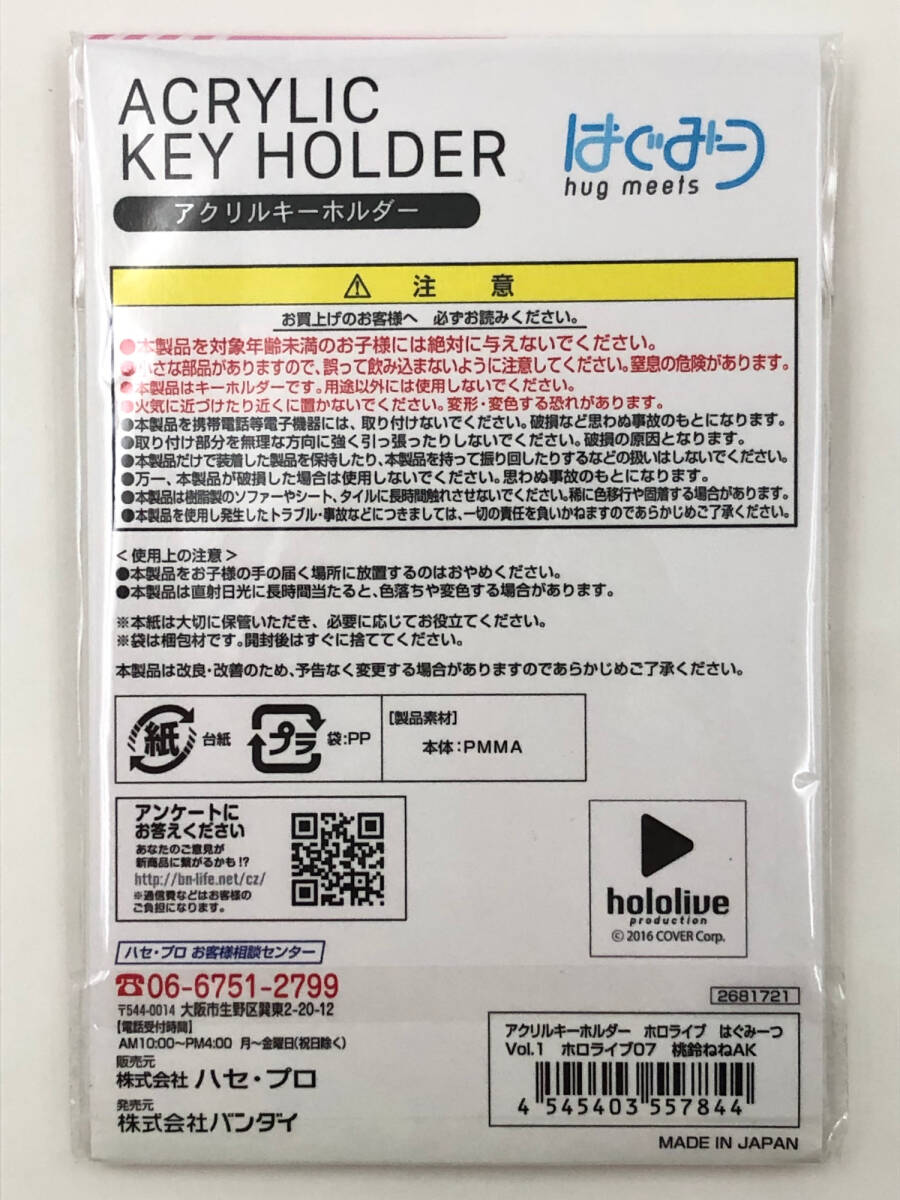 ACRYLIC
KEY HOLDER
アクリルキーホルダー
はぐみーつ
hug meets
⚠ 注 意
お買上げのお客様へ 必ずお読みください。
●本製品を対象年齢未満のお子様には絶対に与えないでください。
●小さな部品がありますので、誤って飲み込まないように注意してください。窒息の危険があります。
●本製品はキーホルダーです。用途以外には使用しないでください。
●火気に近づけたり近くに置かないでください。変形・変色する恐れがあります。
●本製品を携帯電話等電子機器には、取り付けないでください。破損など思わぬ事故のもとになります。
●取り付け部分を無理な方向に強く引っ張ったりしないでください。破損の原因となります。
●本製品だけで装着した製品を保持したり、本製品を持って振り回したりするなどの扱いはしないでください。
●万一、本製品が破損した場合は使用しないでください。思わぬ事故のもとになります。
●本製品は樹脂製のソファーやシート、タイルに長時間触れさせないでください。稀に色移行や固着する場合があります。
●本製品を使用し発生したトラブル・事故などにつきましては、一切の責任を負いかねますのであらかじめご了承ください。
＜使用上の注意＞
●本製品をお子様の手の届く場所に放置するのはおやめください。
●本製品は直射日光に長時間当たると、色落ちや変色する場合があります。
※本紙は大切に保管いただき、必要に応じてお役立てください。
※袋は梱包材です。開封後はすぐに捨ててください。
本製品は改良・改善のため、予告なく変更する場合がありますのであらかじめご了承ください。
紙 台紙
プラ 袋:PP
[製品素材]
本体:PMMA
アンケートに
お答えください
あなたのご意見が
新商品に繋がるかも!?
http://bn-life.net/cz/
※通信費などはお客様の
ご負担になります。
hololive
production
© 2016 COVER Corp.
ハセ・プロ お客様相談センター
☎06-6751-2799
〒544-0014 大阪市生野区巽東2-20-12
【電話受付時間】
AM10:00~PM4:00 月~金曜日(祝日除く)
販売元
株式会社 ハセ・プロ
発売元
株式会社バンダイ
2681721
アクリルキーホルダー ホロライブ はぐみーつ
Vol.1 ホロライブ07 桃鈴ねねAK
4 545403 557844
MADE IN JAPAN